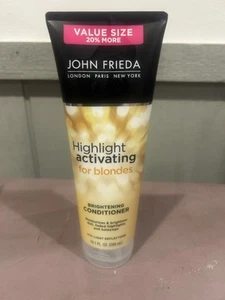 VALUE SIZE
20% MORE
JOHN FRIEDA
LONDON PARIS NEW YORK
Highlight
activating
for blondes
BRIGHTENING
CONDITIONER